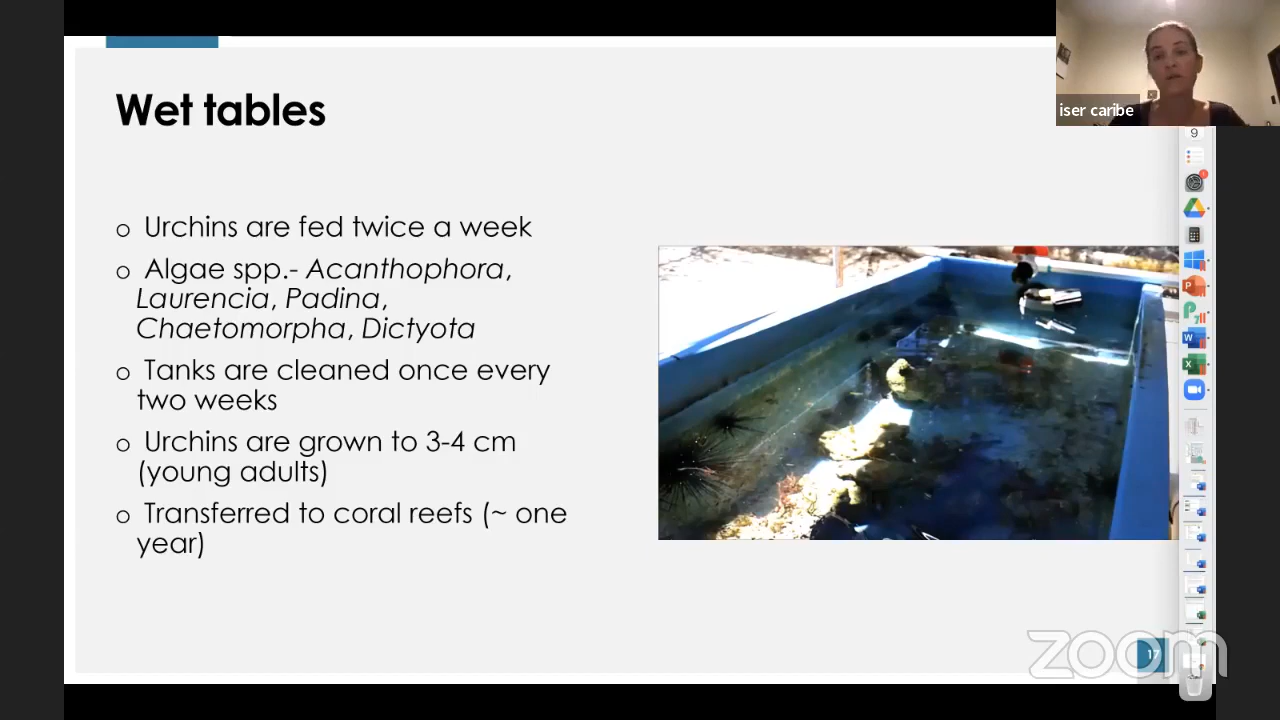 Wet tables
iser caribe
9
o Urchins are fed twice a week
o Algae spp.- Acanthophora,
Laurencia, Padina,
Chaetomorpha, Dictyota
o Tanks are cleaned once every
two weeks
o Urchins are grown to 3-4 cm
(young adults)
o Transferred to coral reefs (~ one
year)
17
zoom